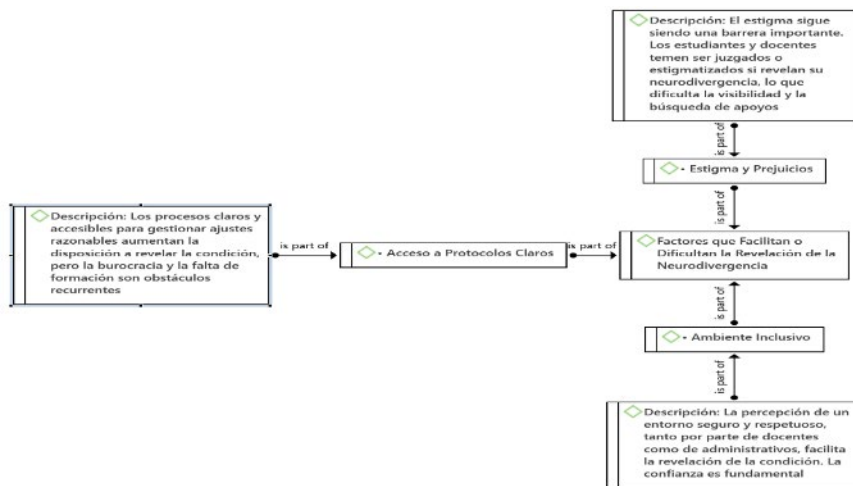 Descripción: El estigma sigue
siendo una barrera importante.
Los estudiantes y docentes
temen ser juzgados o
estigmatizados si revelan su
neurodivergencia, lo que
dificulta la visibilidad y la
búsqueda de apoyos
is part of
- Estigma y Prejuicios
is part of
Descripción: Los procesos claros y
accesibles para gestionar ajustes
razonables aumentan la
disposición a revelar la condición,
pero la burocracia y la falta de
formación son obstáculos
recurrentes
is part of
- Acceso a Protocolos Claros
is part of
Factores que Facilitan o
Dificultan la Revelación de la
Neurodivergencia
is part of
- Ambiente Inclusivo
is part of
Descripción: La percepción de un
entorno seguro y respetuoso,
tanto por parte de docentes
como de administrativos, facilita
la revelación de la condición. La
confianza es fundamental